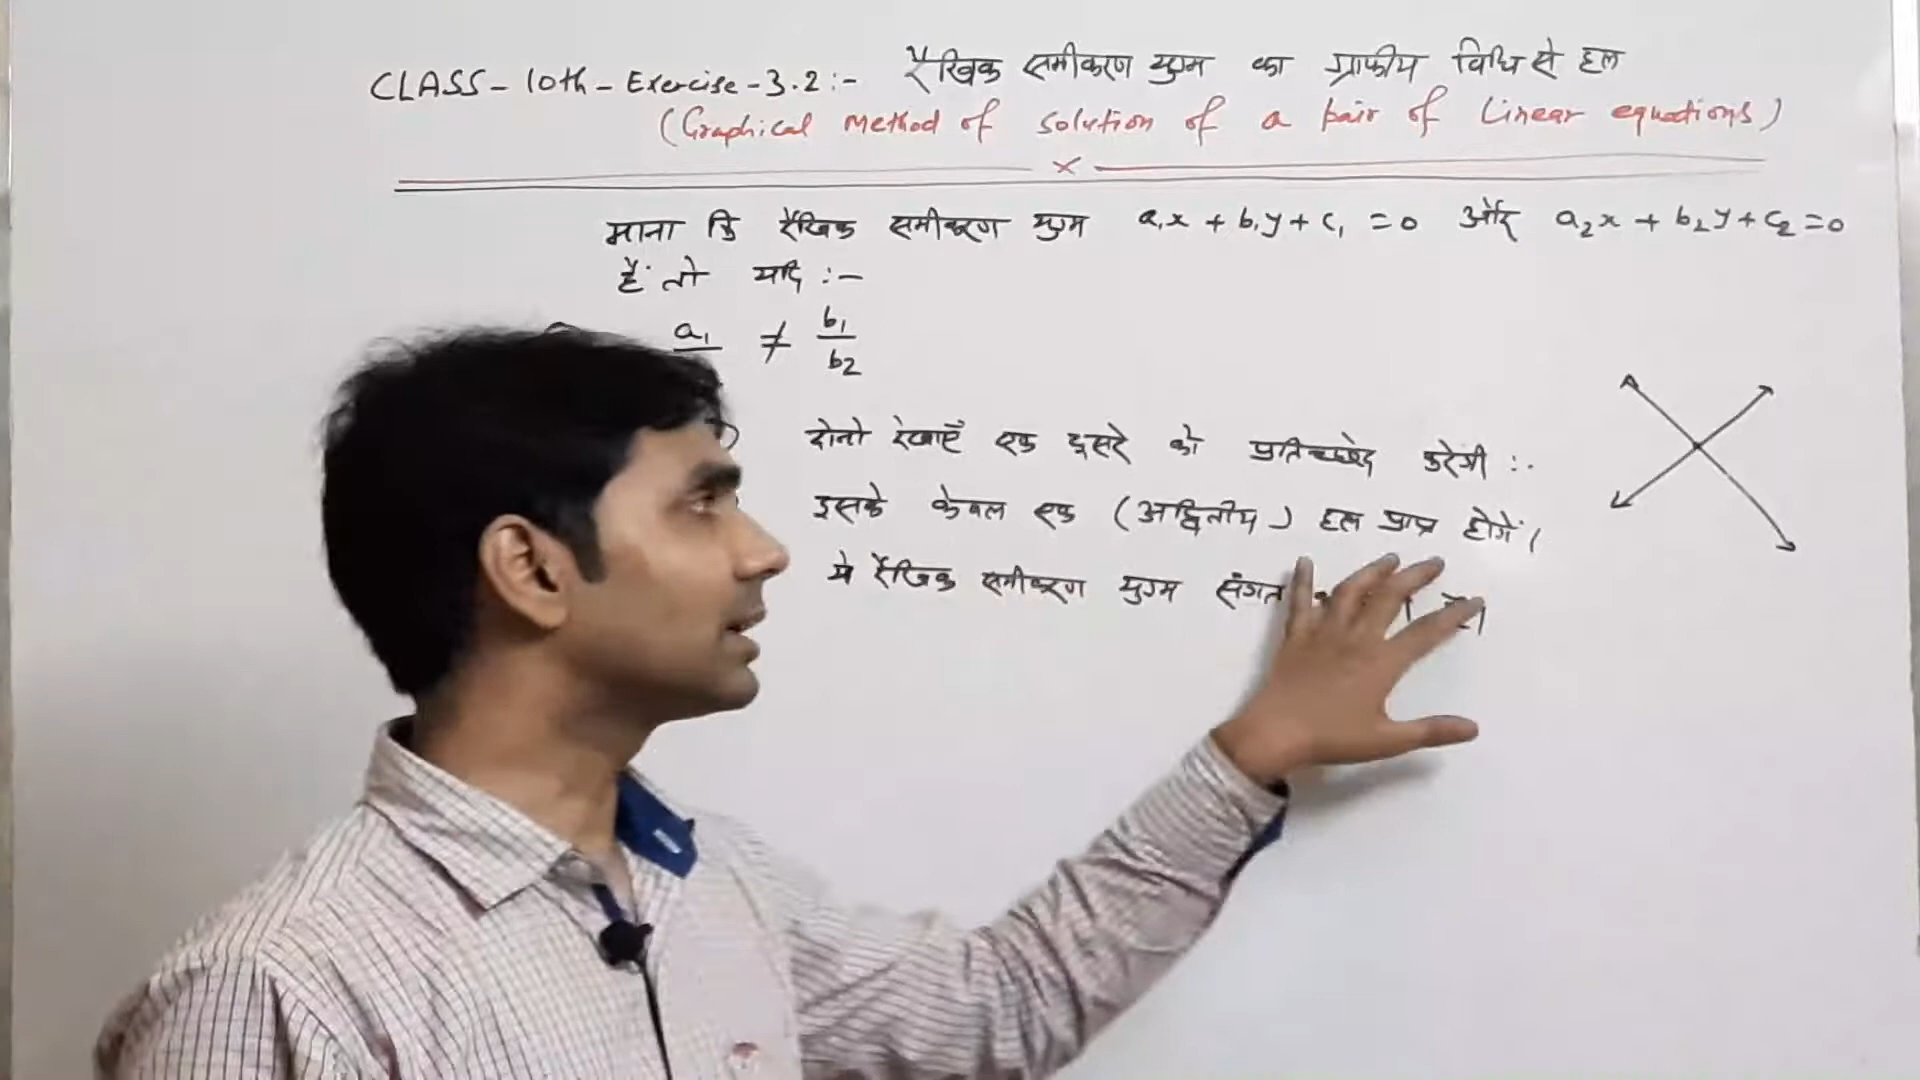 CLASS - 10th - Exercise - 3.2 :- रैखिक समीकरण युग्म का ग्राफीय विधि से हल
(Graphical method of solution of a pair of Linear equations)
x
माना कि रैखिक समीकरण युग्म a₁x + b₁y + c₁ = 0 और a₂x + b₂y + c₂ = 0
हैं तो यदि :-
a₁ ≠ b₁/b₂
दोनो रेखाएँ एक दूसरे को प्रतिच्छेद करेगी :.
इसके केवल एक (अद्वितीय) हल प्राप्त होगें।
ये रैखिक समीकरण युग्म संगत